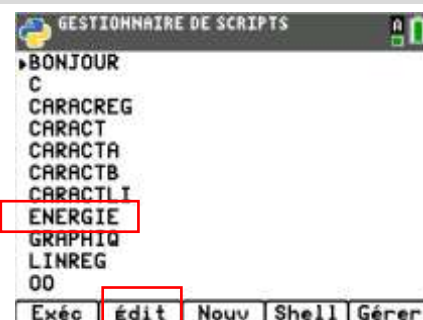 GESTIONNAIRE DE SCRIPTS A
▸BONJOUR
C
CARACREG
CARACT
CARACTA
CARACTB
CARACTLI
ENERGIE
GRAPHIQ
LINREG
OO
Exéc Édit Nouv Shell Gérer